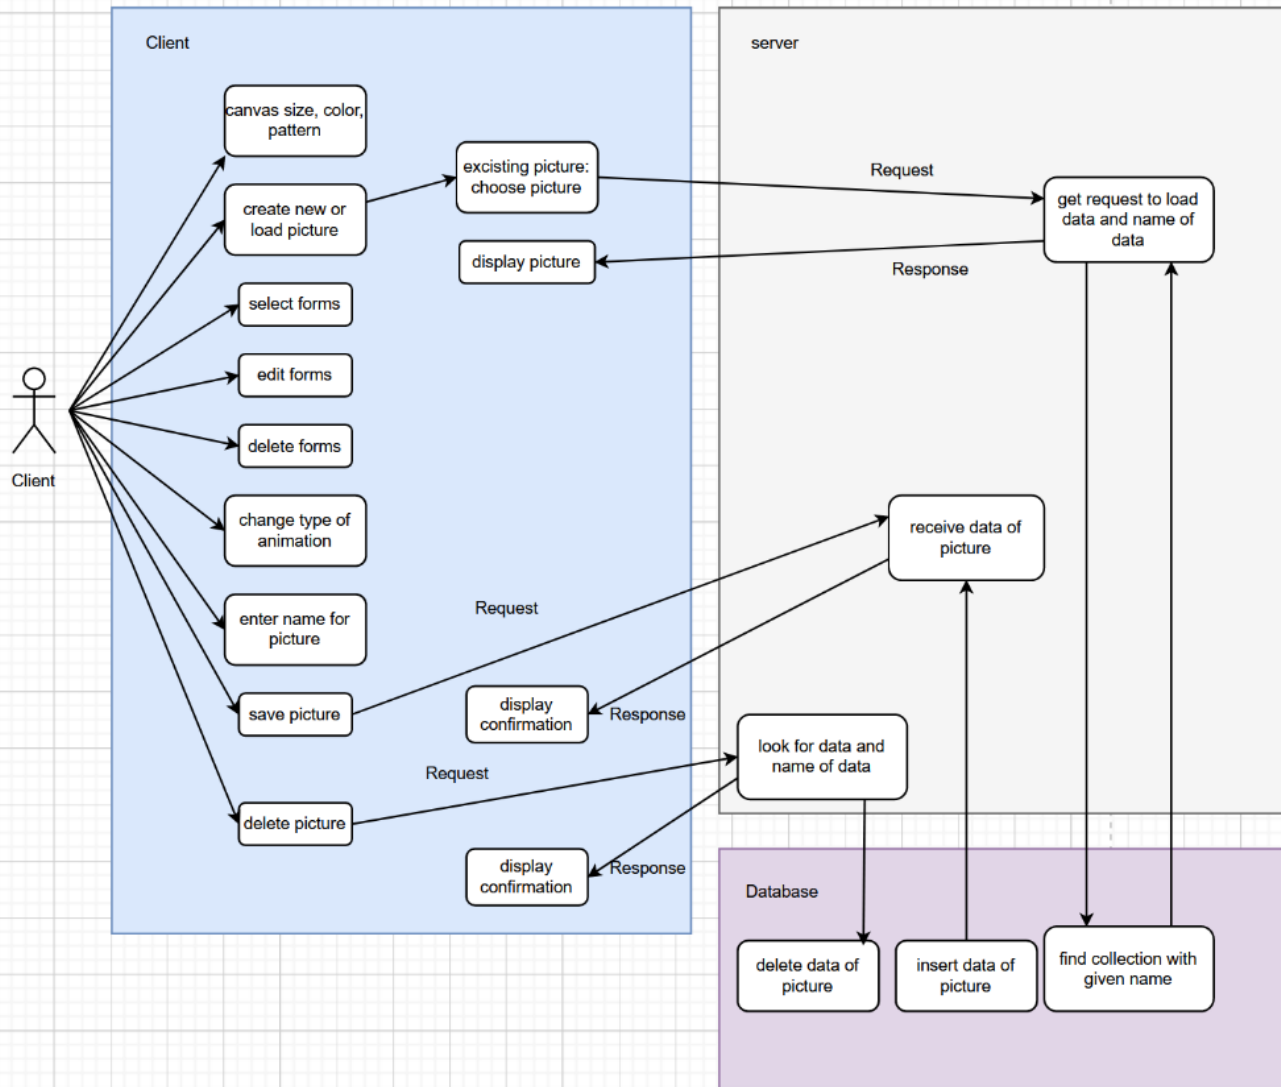 Client
server
canvas size, color,
pattern
excisting picture:
choose picture
Request
create new or
load picture
get request to load
data and name of
data
display picture
Response
select forms
edit forms
delete forms
Client
change type of
animation
receive data of
picture
Request
enter name for
picture
save picture
display
confirmation
Response
look for data and
name of data
Request
delete picture
display
confirmation
Response
Database
delete data of
picture
insert data of
picture
find collection with
given name